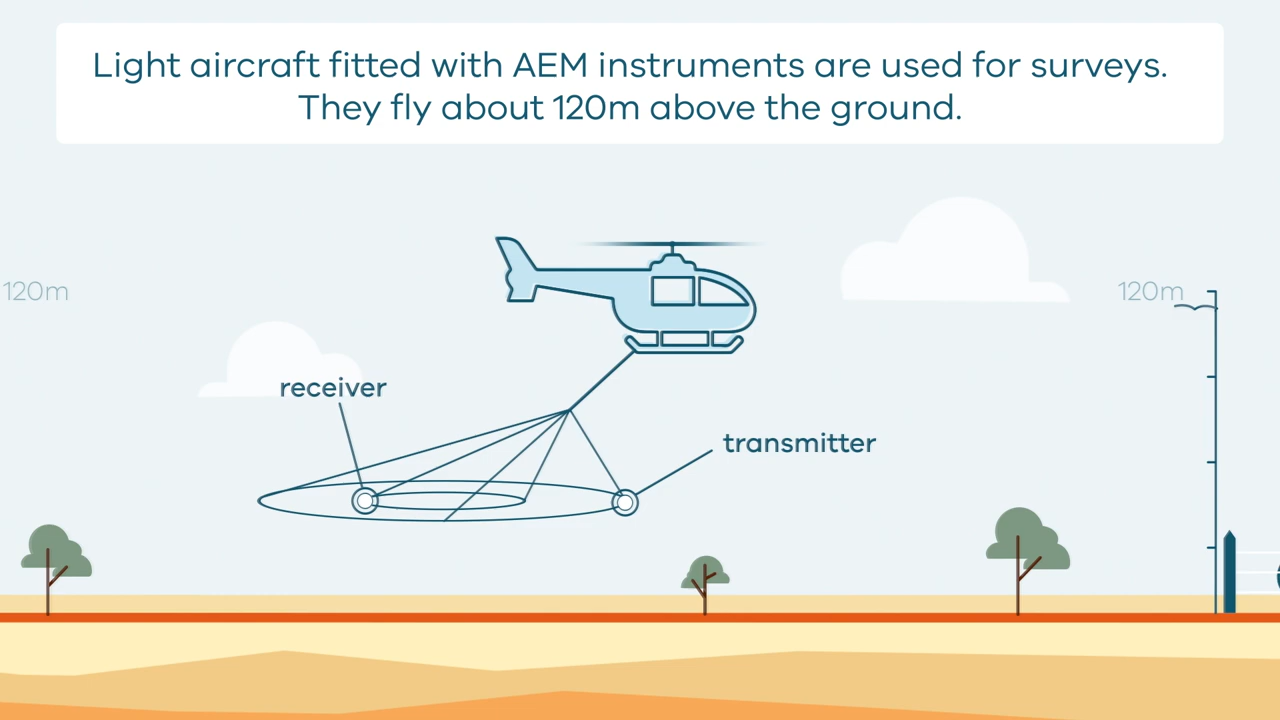 Light aircraft fitted with AEM instruments are used for surveys.
They fly about 120m above the ground.
120m
120m
receiver
transmitter